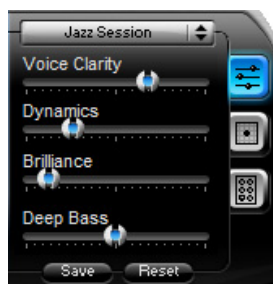 Jazz Session
Voice Clarity
Dynamics
Brilliance
Deep Bass
Save Reset